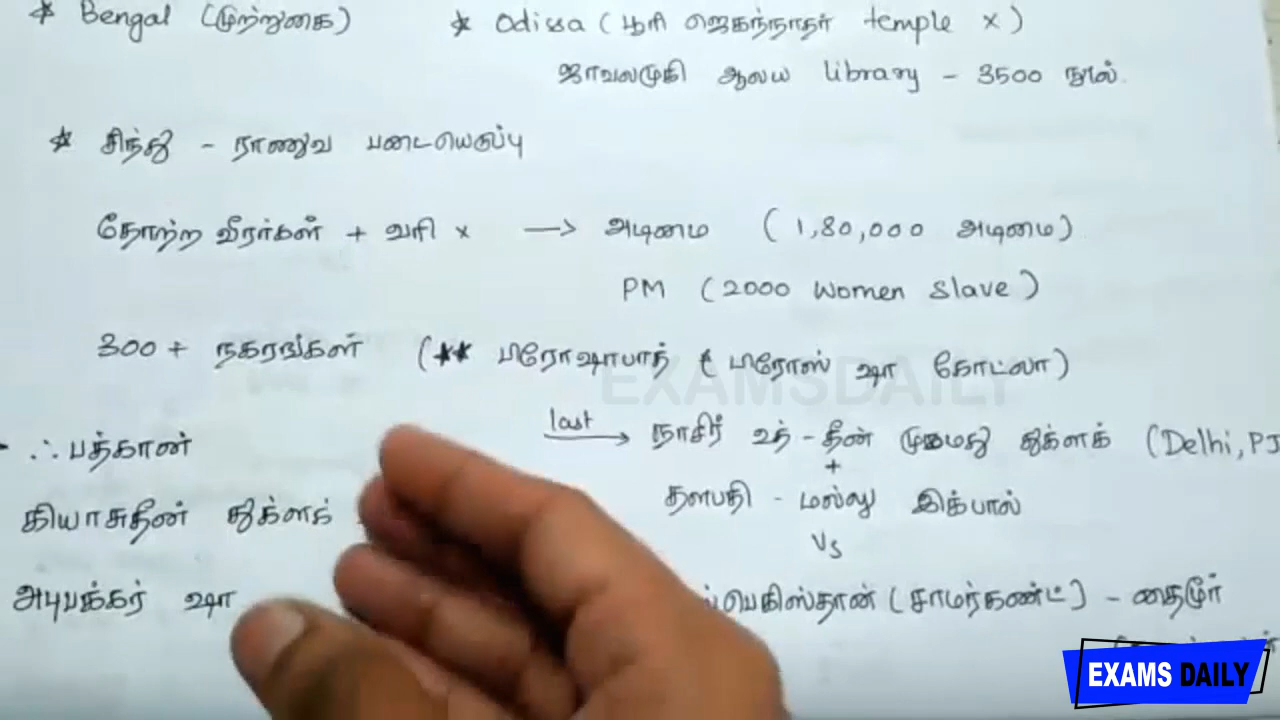 * Bengal (முற்றுகை) * Odissa (பூரி ஜெகந்நாதர் temple x)
ஜுவாலமுகி ஆலய library - 3500 நூல்.
* சிந்து - ராணுவ படையெடுப்பு
தோற்ற வீரர்கள் + வரி x → அடிமை (1,80,000 அடிமை)
PM (2000 women slave)
300 + நகரங்கள் (** பிரோஷாபாத் & பிரோஸ் ஷா கோட்லா)
EXAMSDAILY
last → நாசிர் உத் - தீன் முகமது துக்ளக் (Delhi, PJ
∴ பத்கான் +
தளபதி - மல்லு இக்பால்
கியாசுதீன் துக்ளக்
Vs
அபுபக்கர் ஷா பெகிஸ்தான் (சாமர்கண்ட்) - தைமூர்
EXAMS DAILY